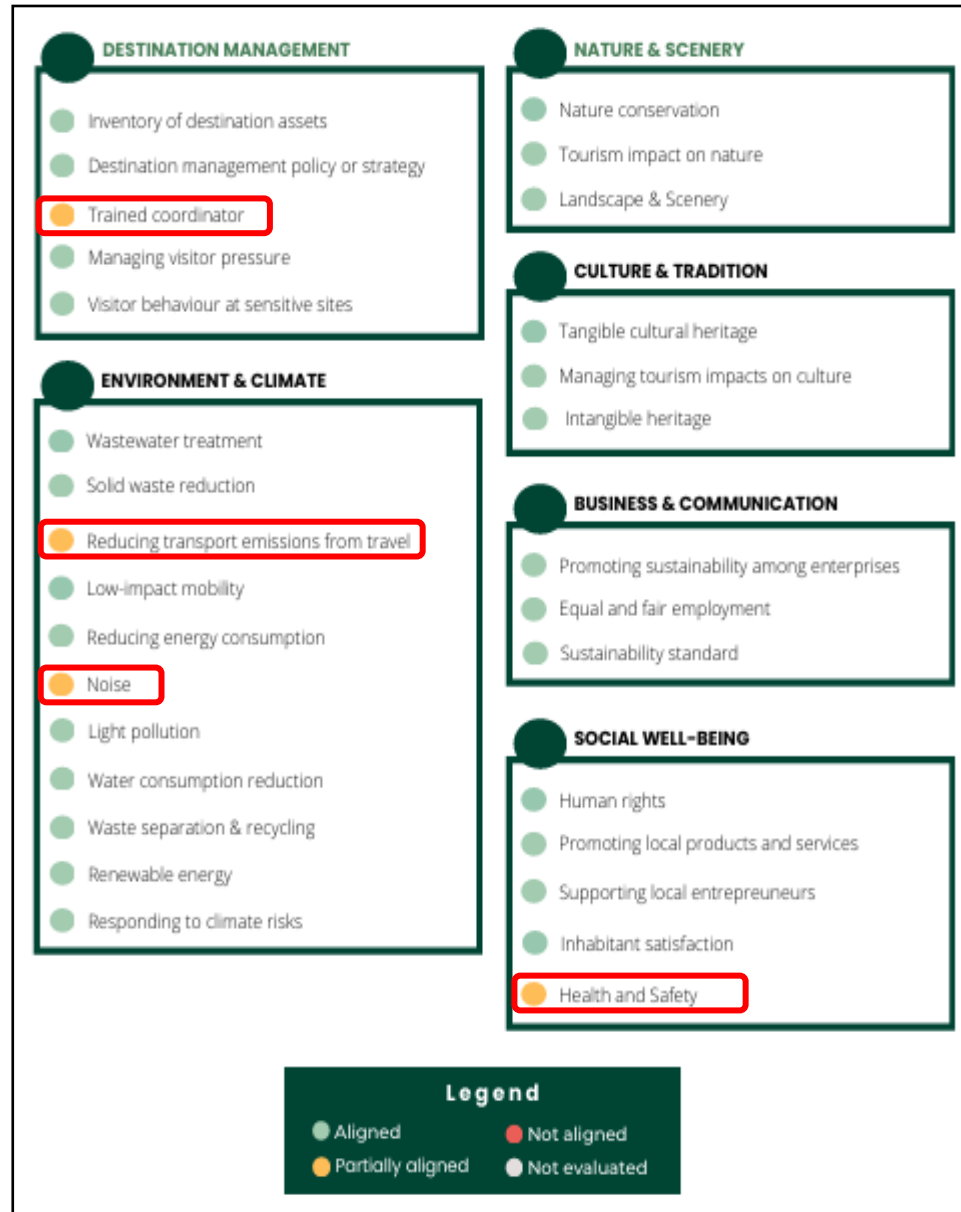 DESTINATION MANAGEMENT
Inventory of destination assets
Destination management policy or strategy
Trained coordinator
Managing visitor pressure
Visitor behaviour at sensitive sites
ENVIRONMENT & CLIMATE
Wastewater treatment
Solid waste reduction
Reducing transport emissions from travel
Low-impact mobility
Reducing energy consumption
Noise
Light pollution
Water consumption reduction
Waste separation & recycling
Renewable energy
Responding to climate risks
NATURE & SCENERY
Nature conservation
Tourism impact on nature
Landscape & Scenery
CULTURE & TRADITION
Tangible cultural heritage
Managing tourism impacts on culture
Intangible heritage
BUSINESS & COMMUNICATION
Promoting sustainability among enterprises
Equal and fair employment
Sustainability standard
SOCIAL WELL-BEING
Human rights
Promoting local products and services
Supporting local entrepreuneurs
Inhabitant satisfaction
Health and Safety
Legend
Aligned
Not aligned
Partially aligned
Not evaluated